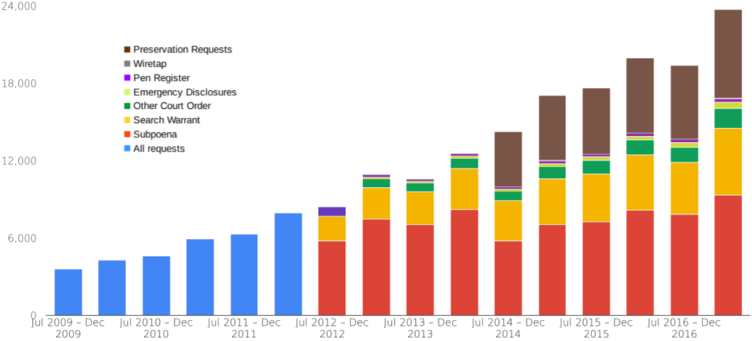 24,000
18,000
12,000
6,000
0
Preservation Requests
Wiretap
Pen Register
Emergency Disclosures
Other Court Order
Search Warrant
Subpoena
All requests
Jul 2009 – Dec
2009
Jul 2010 – Dec
2010
Jul 2011 – Dec
2011
Jul 2012 – Dec
2012
Jul 2013 – Dec
2013
Jul 2014 – Dec
2014
Jul 2015 – Dec
2015
Jul 2016 – Dec
2016